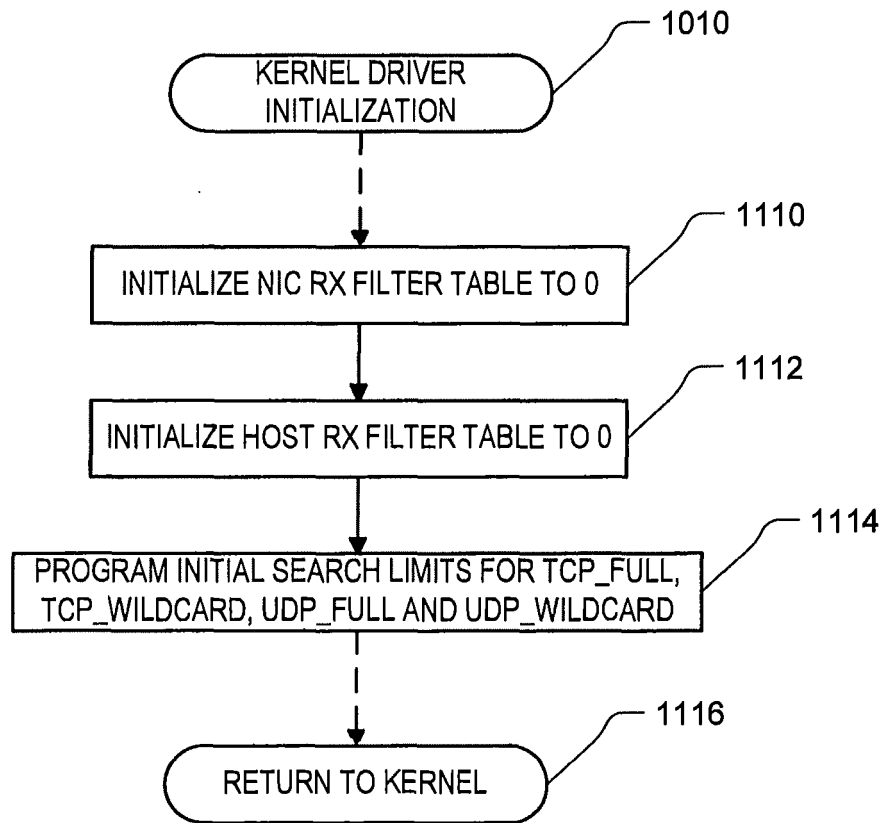 1010
KERNEL DRIVER
INITIALIZATION
1110
INITIALIZE NIC RX FILTER TABLE TO 0
1112
INITIALIZE HOST RX FILTER TABLE TO 0
1114
PROGRAM INITIAL SEARCH LIMITS FOR TCP_FULL,
TCP_WILDCARD, UDP_FULL AND UDP_WILDCARD
1116
RETURN TO KERNEL